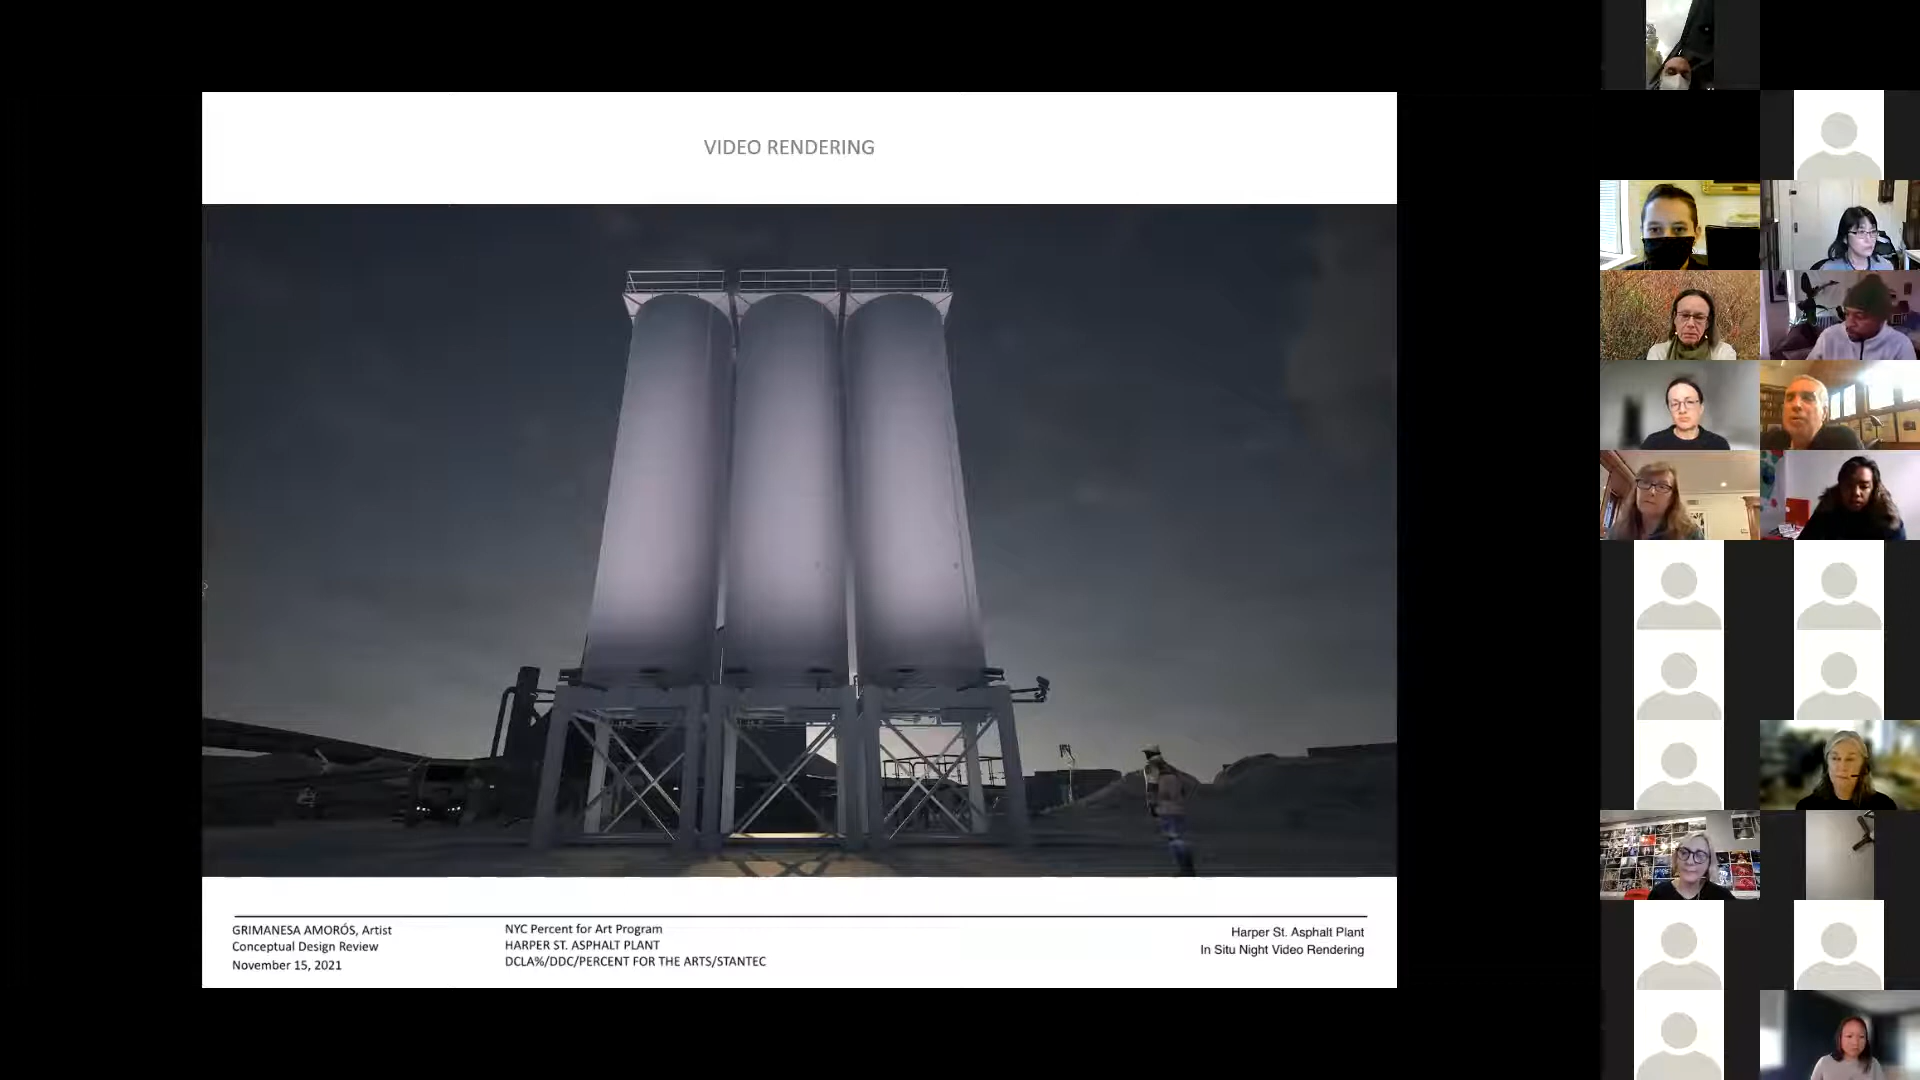 VIDEO RENDERING
GRIMANESA AMORÓS, Artist
Conceptual Design Review
November 15, 2021
NYC Percent for Art Program
HARPER ST. ASPHALT PLANT
DCLA%/DDC/PERCENT FOR THE ARTS/STANTEC
Harper St. Asphalt Plant
In Situ Night Video Rendering